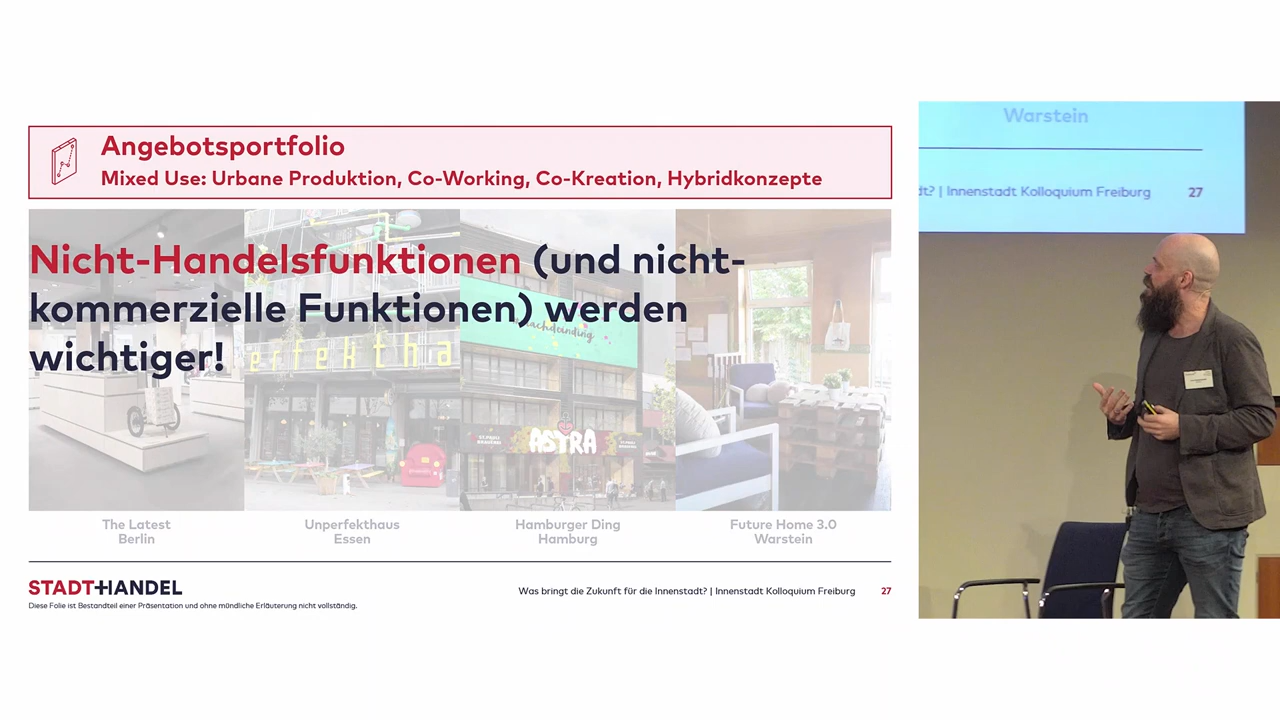 Angebotsportfolio
Mixed Use: Urbane Produktion, Co-Working, Co-Kreation, Hybridkonzepte
Nicht-Handelsfunktionen (und nicht-
kommerzielle Funktionen) werden
wichtiger!
erfektha
ASTRA
The Latest
Berlin
Unperfekthaus
Essen
Hamburger Ding
Hamburg
Future Home 3.0
Warstein
STADT+HANDEL
Diese Folie ist Bestandteil einer Präsentation und ohne mündliche Erläuterung nicht vollständig.
Was bringt die Zukunft für die Innenstadt? | Innenstadt Kolloquium Freiburg 27
Warstein
dt? | Innenstadt Kolloquium Freiburg 27